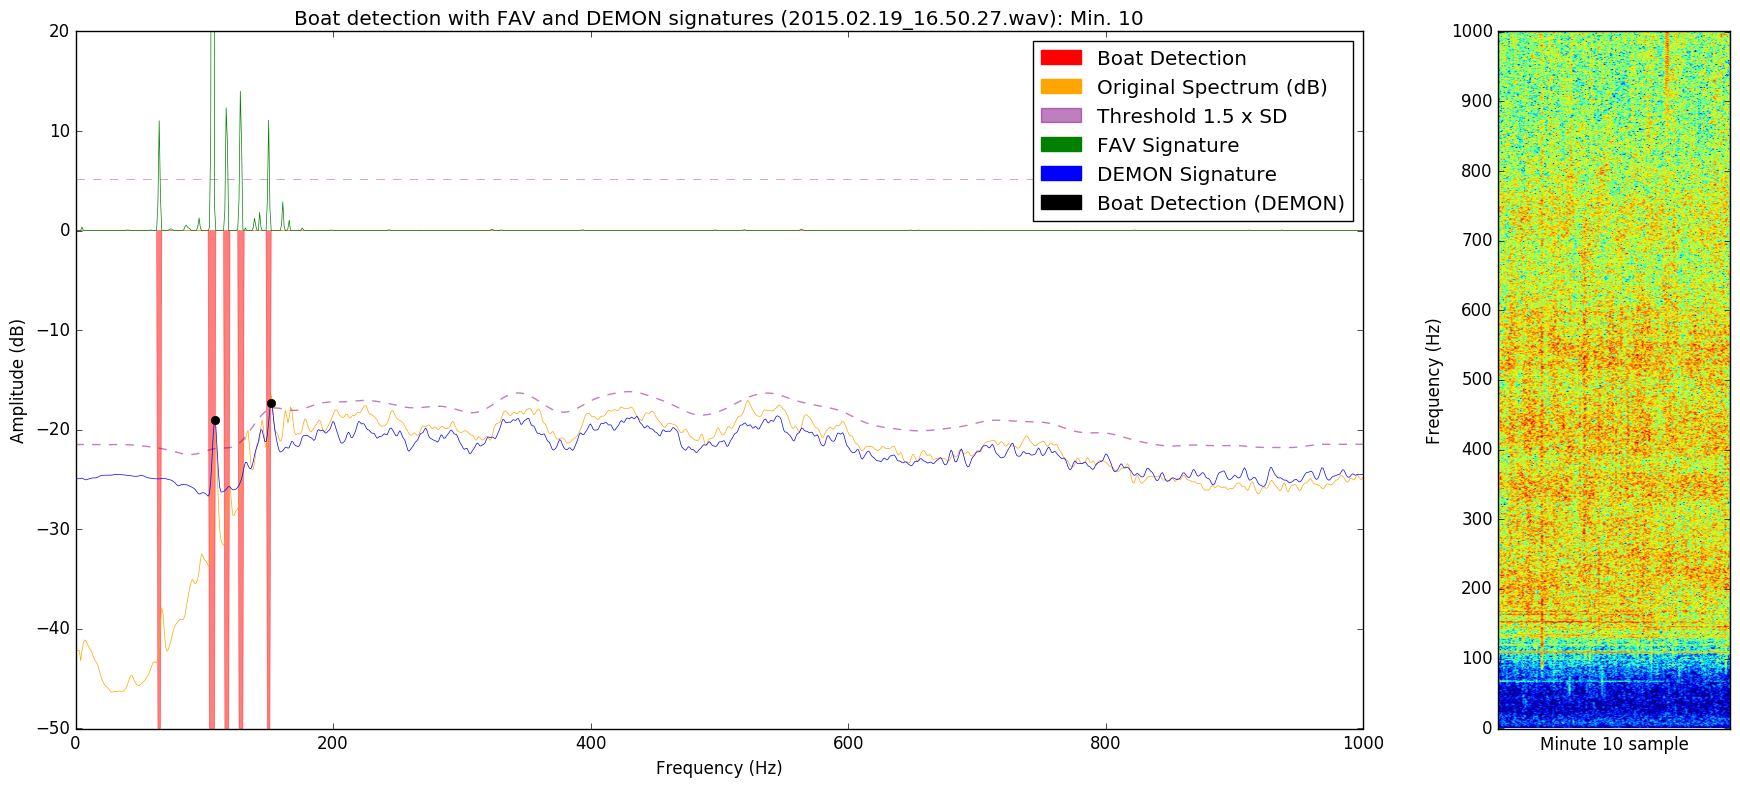 Boat detection with FAV and DEMON signatures (2015.02.19_16.50.27.wav): Min. 10
Amplitude (dB)
20
10
0
−10
−20
−30
−40
−50
0 200 400 600 800 1000
Frequency (Hz)
Boat Detection
Original Spectrum (dB)
Threshold 1.5 x SD
FAV Signature
DEMON Signature
Boat Detection (DEMON)
Frequency (Hz)
1000
900
800
700
600
500
400
300
200
100
0
Minute 10 sample